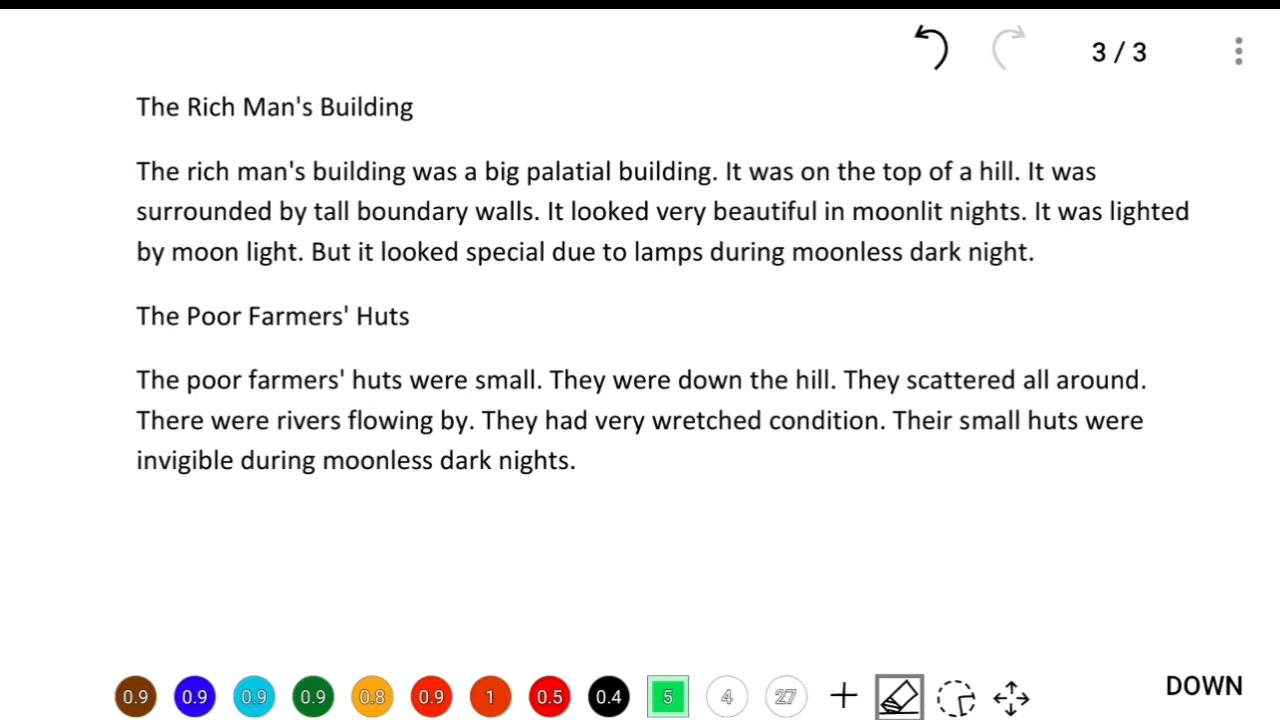 3 / 3
The Rich Man's Building
The rich man's building was a big palatial building. It was on the top of a hill. It was
surrounded by tall boundary walls. It looked very beautiful in moonlit nights. It was lighted
by moon light. But it looked special due to lamps during moonless dark night.
The Poor Farmers' Huts
The poor farmers' huts were small. They were down the hill. They scattered all around.
There were rivers flowing by. They had very wretched condition. Their small huts were
invigible during moonless dark nights.
0.9 0.9 0.9 0.9 0.8 0.9 1 0.5 0.4 5 4 27 DOWN